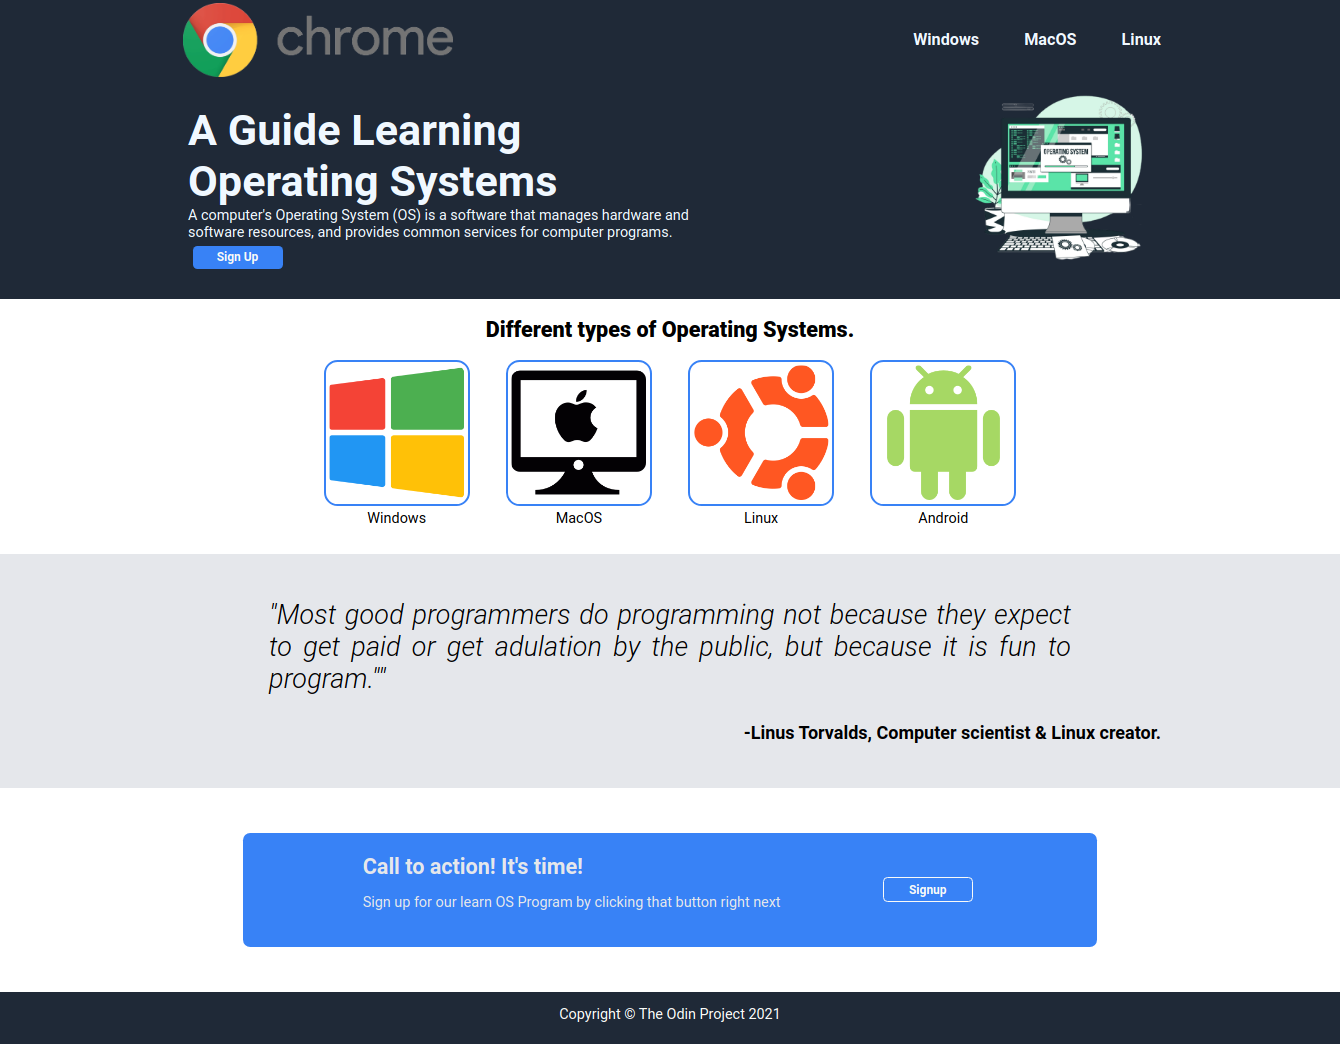 chrome
Windows MacOS Linux
A Guide Learning
Operating Systems
A computer's Operating System (OS) is a software that manages hardware and
software resources, and provides common services for computer programs.
Sign Up
OPERATING SYSTEM
Different types of Operating Systems.
Windows MacOS Linux Android
"Most good programmers do programming not because they expect
to get paid or get adulation by the public, but because it is fun to
program.""
-Linus Torvalds, Computer scientist & Linux creator.
Call to action! It's time!
Sign up for our learn OS Program by clicking that button right next
Signup
Copyright © The Odin Project 2021